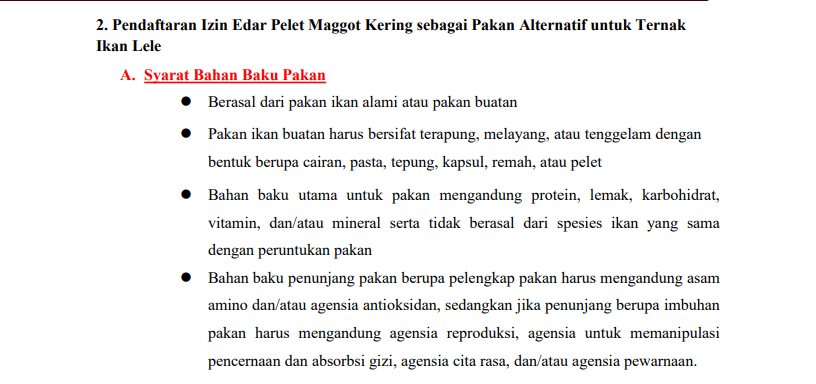 2. Pendaftaran Izin Edar Pelet Maggot Kering sebagai Pakan Alternatif untuk Ternak
Ikan Lele
A. Syarat Bahan Baku Pakan
● Berasal dari pakan ikan alami atau pakan buatan
● Pakan ikan buatan harus bersifat terapung, melayang, atau tenggelam dengan
bentuk berupa cairan, pasta, tepung, kapsul, remah, atau pelet
● Bahan baku utama untuk pakan mengandung protein, lemak, karbohidrat,
vitamin, dan/atau mineral serta tidak berasal dari spesies ikan yang sama
dengan peruntukan pakan
● Bahan baku penunjang pakan berupa pelengkap pakan harus mengandung asam
amino dan/atau agensia antioksidan, sedangkan jika penunjang berupa imbuhan
pakan harus mengandung agensia reproduksi, agensia untuk memanipulasi
pencernaan dan absorbsi gizi, agensia cita rasa, dan/atau agensia pewarnaan.